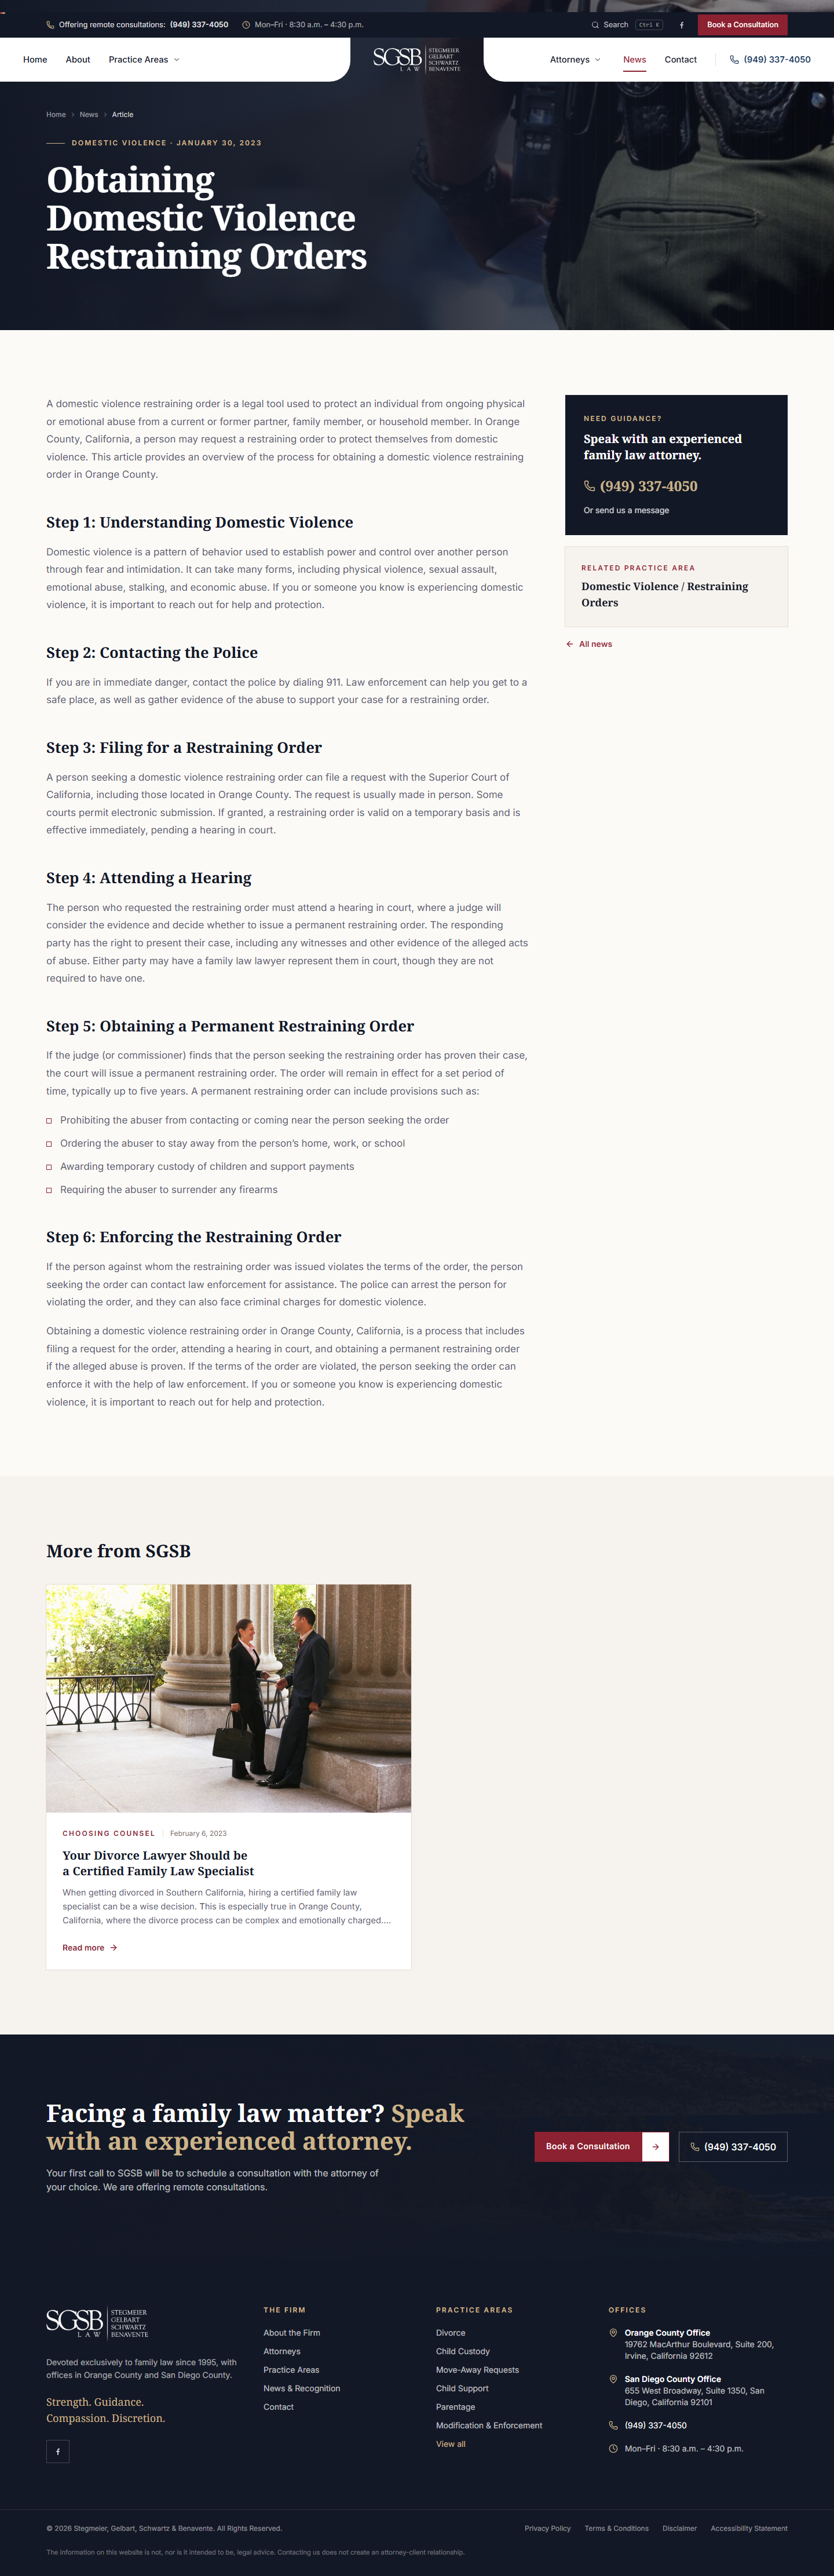 Offering remote consultations: (949) 337-4050
Mon–Fri · 8:30 a.m. – 4:30 p.m.
Search
Ctrl K
Book a Consultation
Home
About
Practice Areas
SGSB
LAW
STEGMEIER
GELBART
SCHWARTZ
BENAVENTE
Attorneys
News
Contact
(949) 337-4050
Home
News
Article
DOMESTIC VIOLENCE · JANUARY 30, 2023
Obtaining
Domestic Violence
Restraining Orders
A domestic violence restraining order is a legal tool used to protect an individual from ongoing physical
or emotional abuse from a current or former partner, family member, or household member. In Orange
County, California, a person may request a restraining order to protect themselves from domestic
violence. This article provides an overview of the process for obtaining a domestic violence restraining
order in Orange County.
Step 1: Understanding Domestic Violence
Domestic violence is a pattern of behavior used to establish power and control over another person
through fear and intimidation. It can take many forms, including physical violence, sexual assault,
emotional abuse, stalking, and economic abuse. If you or someone you know is experiencing domestic
violence, it is important to reach out for help and protection.
Step 2: Contacting the Police
If you are in immediate danger, contact the police by dialing 911. Law enforcement can help you get to a
safe place, as well as gather evidence of the abuse to support your case for a restraining order.
Step 3: Filing for a Restraining Order
A person seeking a domestic violence restraining order can file a request with the Superior Court of
California, including those located in Orange County. The request is usually made in person. Some
courts permit electronic submission. If granted, a restraining order is valid on a temporary basis and is
effective immediately, pending a hearing in court.
Step 4: Attending a Hearing
The person who requested the restraining order must attend a hearing in court, where a judge will
consider the evidence and decide whether to issue a permanent restraining order. The responding
party has the right to present their case, including any witnesses and other evidence of the alleged acts
of abuse. Either party may have a family law lawyer represent them in court, though they are not
required to have one.
Step 5: Obtaining a Permanent Restraining Order
If the judge (or commissioner) finds that the person seeking the restraining order has proven their case,
the court will issue a permanent restraining order. The order will remain in effect for a set period of
time, typically up to five years. A permanent restraining order can include provisions such as:
Prohibiting the abuser from contacting or coming near the person seeking the order
Ordering the abuser to stay away from the person's home, work, or school
Awarding temporary custody of children and support payments
Requiring the abuser to surrender any firearms
Step 6: Enforcing the Restraining Order
If the person against whom the restraining order was issued violates the terms of the order, the person
seeking the order can contact law enforcement for assistance. The police can arrest the person for
violating the order, and they can also face criminal charges for domestic violence.
Obtaining a domestic violence restraining order in Orange County, California, is a process that includes
filing a request for the order, attending a hearing in court, and obtaining a permanent restraining order
if the alleged abuse is proven. If the terms of the order are violated, the person seeking the order can
enforce it with the help of law enforcement. If you or someone you know is experiencing domestic
violence, it is important to reach out for help and protection.
NEED GUIDANCE?
Speak with an experienced
family law attorney.
(949) 337-4050
Or send us a message
RELATED PRACTICE AREA
Domestic Violence / Restraining
Orders
All news
More from SGSB
CHOOSING COUNSEL
February 6, 2023
Your Divorce Lawyer Should be
a Certified Family Law Specialist
When getting divorced in Southern California, hiring a certified family law
specialist can be a wise decision. This is especially true in Orange County,
California, where the divorce process can be complex and emotionally charged....
Read more
Facing a family law matter? Speak
with an experienced attorney.
Your first call to SGSB will be to schedule a consultation with the attorney of
your choice. We are offering remote consultations.
Book a Consultation
(949) 337-4050
SGSB
LAW
STEGMEIER
GELBART
SCHWARTZ
BENAVENTE
Devoted exclusively to family law since 1995, with
offices in Orange County and San Diego County.
Strength. Guidance.
Compassion. Discretion.
THE FIRM
About the Firm
Attorneys
Practice Areas
News & Recognition
Contact
PRACTICE AREAS
Divorce
Child Custody
Move-Away Requests
Child Support
Parentage
Modification & Enforcement
View all
OFFICES
Orange County Office
19762 MacArthur Boulevard, Suite 200,
Irvine, California 92612
San Diego County Office
655 West Broadway, Suite 1350, San
Diego, California 92101
(949) 337-4050
Mon–Fri · 8:30 a.m. – 4:30 p.m.
© 2026 Stegmeier, Gelbart, Schwartz & Benavente. All Rights Reserved.
Privacy Policy
Terms & Conditions
Disclaimer
Accessibility Statement
The information on this website is not, nor is it intended to be, legal advice. Contacting us does not create an attorney-client relationship.